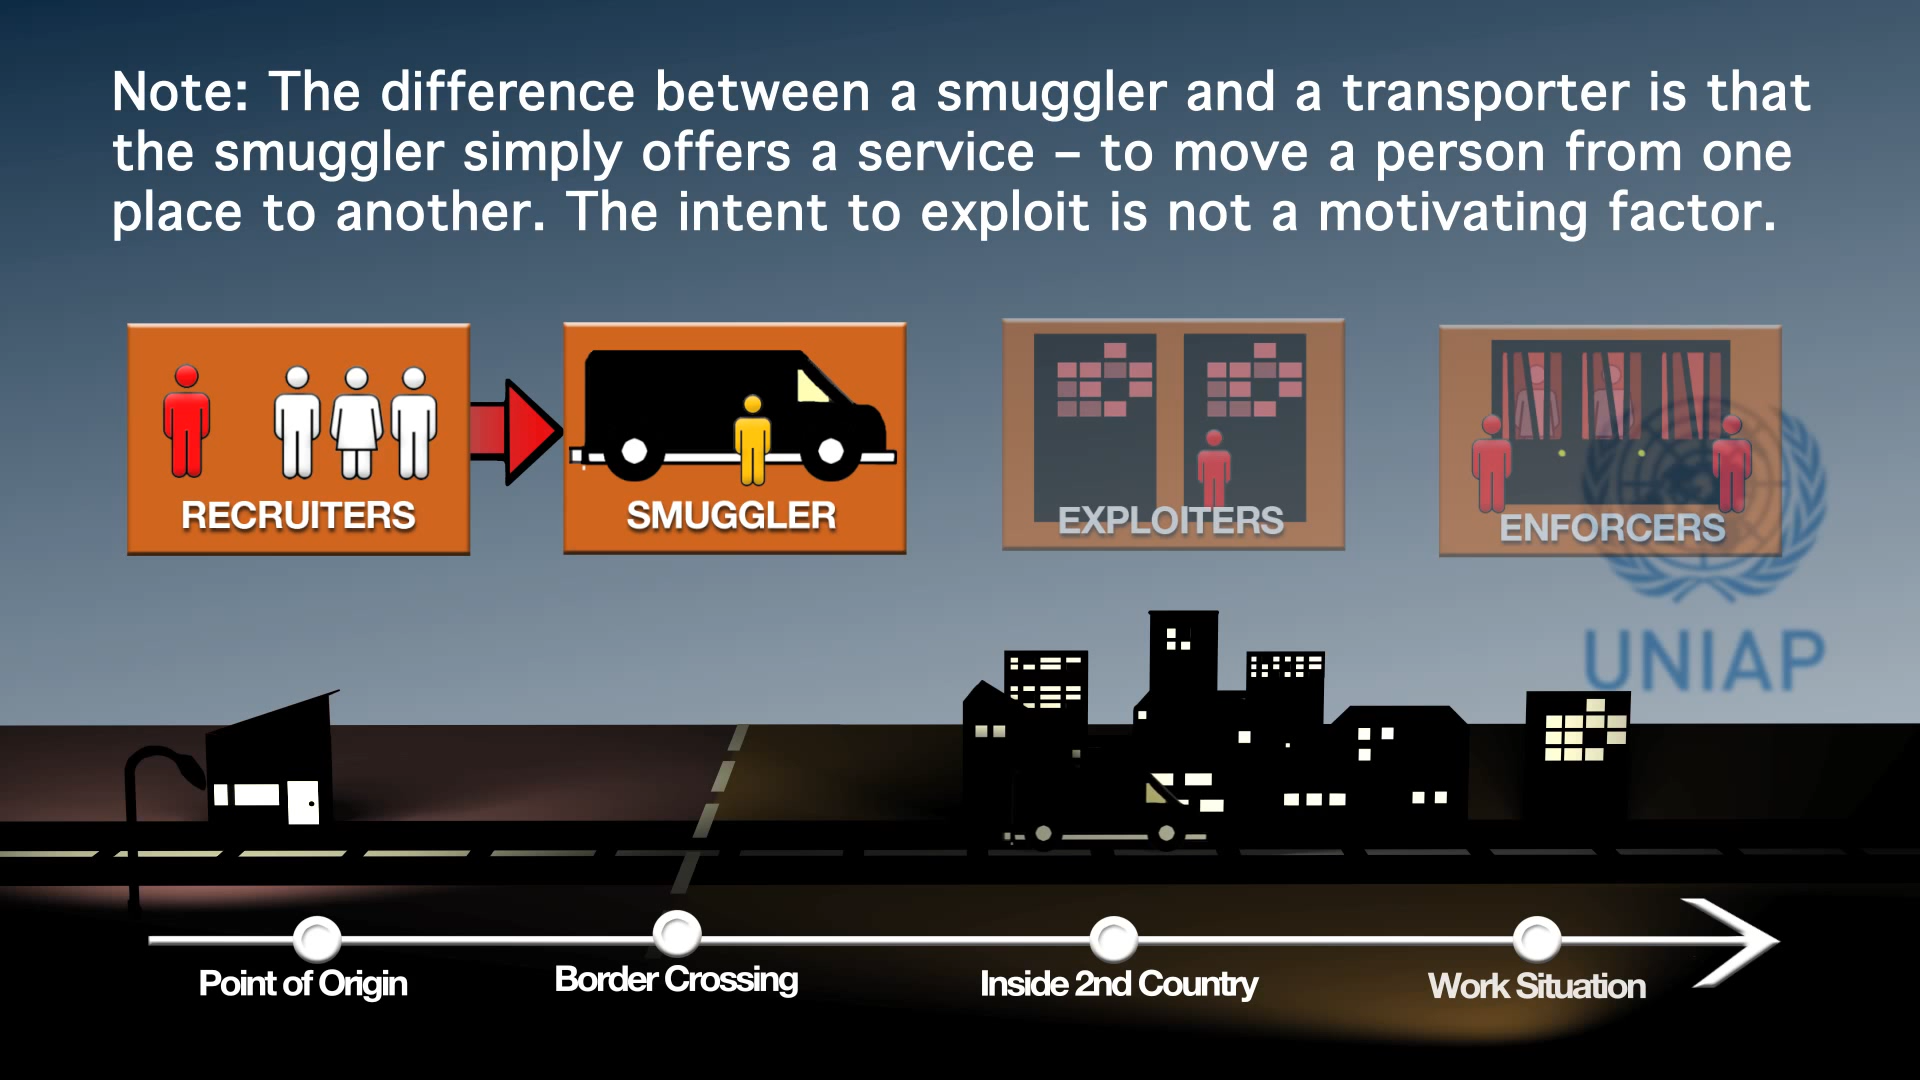 Note: The difference between a smuggler and a transporter is that
the smuggler simply offers a service – to move a person from one
place to another. The intent to exploit is not a motivating factor.
RECRUITERS
SMUGGLER
EXPLOITERS
ENFORCERS
UNIAP
Point of Origin
Border Crossing
Inside 2nd Country
Work Situation